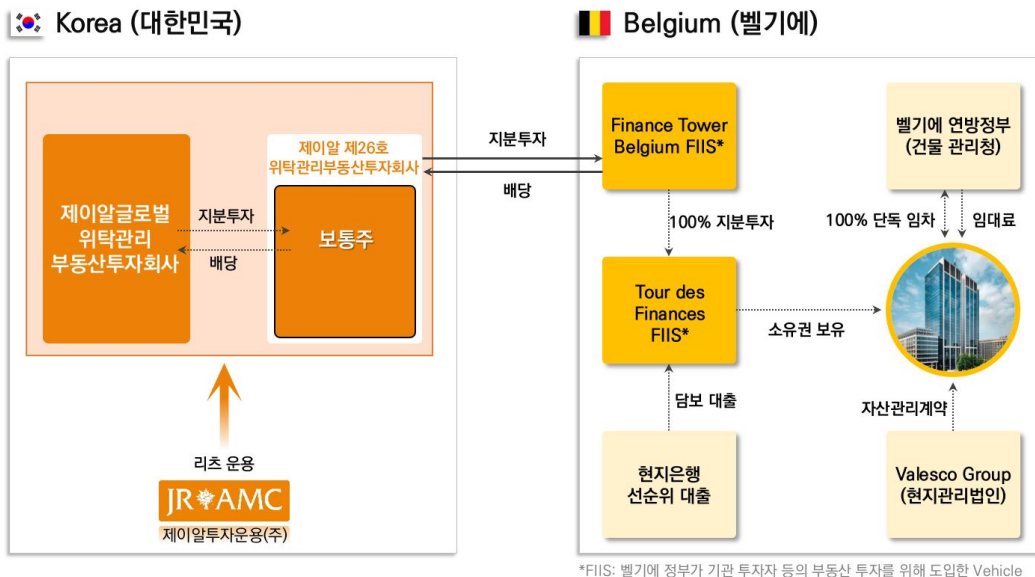 Korea (대한민국)
제이알글로벌
위탁관리
부동산투자회사
지분투자
배당
제이알 제26호
위탁관리부동산투자회사
보통주
리츠 운용
JR AMC
제이알투자운용(주)
지분투자
배당
Belgium (벨기에)
Finance Tower
Belgium FIIS*
100% 지분투자
Tour des
Finances
FIIS*
담보 대출
현지은행
선순위 대출
소유권 보유
벨기에 연방정부
(건물 관리청)
100% 단독 임차
임대료
자산관리계약
Valesco Group
(현지관리법인)
*FIIS: 벨기에 정부가 기관 투자자 등의 부동산 투자를 위해 도입한 Vehicle